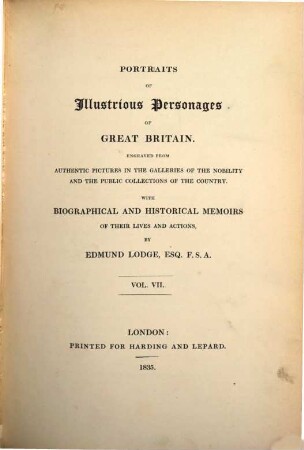 PORTRAITS
OF
Illustrious Personages
OF
GREAT BRITAIN.
ENGRAVED FROM
AUTHENTIC PICTURES IN THE GALLERIES OF THE NOBILITY
AND THE PUBLIC COLLECTIONS OF THE COUNTRY.
WITH
BIOGRAPHICAL AND HISTORICAL MEMOIRS
OF THEIR LIVES AND ACTIONS,
BY
EDMUND LODGE, ESQ. F.S.A.
VOL. VII.
LONDON:
PRINTED FOR HARDING AND LEPARD.
1835.